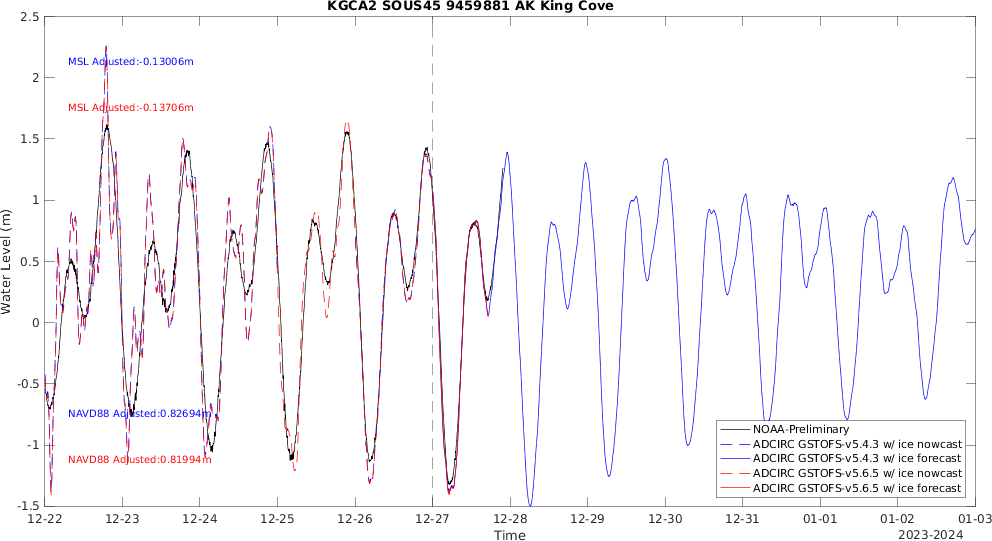 KGCA2 SOUS45 9459881 AK King Cove
Water Level (m)
2.5
2
1.5
1
0.5
0
-0.5
-1
-1.5
MSL Adjusted:-0.13006m
MSL Adjusted:-0.13706m
NAVD88 Adjusted:0.82694m
NAVD88 Adjusted:0.81994m
NOAA-Preliminary
ADCIRC GSTOFS-v5.4.3 w/ ice nowcast
ADCIRC GSTOFS-v5.4.3 w/ ice forecast
ADCIRC GSTOFS-v5.6.5 w/ ice nowcast
ADCIRC GSTOFS-v5.6.5 w/ ice forecast
12-22 12-23 12-24 12-25 12-26 12-27 12-28 12-29 12-30 12-31 01-01 01-02 01-03
Time
2023-2024